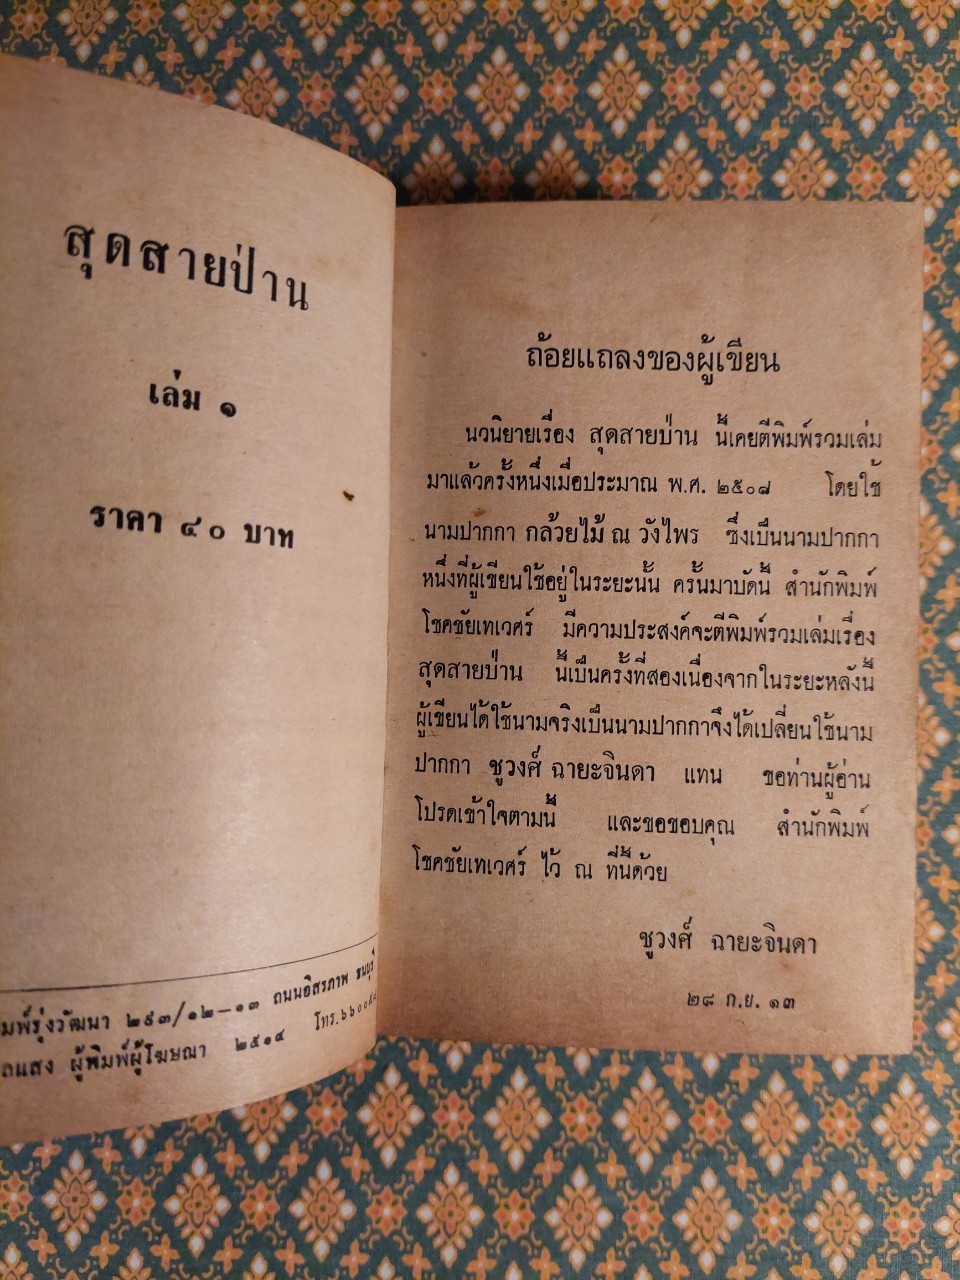 สุดสายป่าน
เล่ม ๑
ราคา ๔๐ บาท
มพ์รุ่งวัฒนา ๒๙๓/๑๒–๑๓ ถนนอิสรภาพ ธนบุรี
ลแสง ผู้พิมพ์ผู้โฆษณา ๒๕๑๔
ถ้อยแถลงของผู้เขียน
นวนิยายเรื่อง สุดสายป่าน นี้เคยตีพิมพ์รวมเล่ม
มาแล้วครั้งหนึ่งเมื่อประมาณ พ.ศ. ๒๕๐๘ โดยใช้
นามปากกา กล้วยไม้ ณ วังไพร ซึ่งเป็นนามปากกา
หนึ่งที่ผู้เขียนใช้อยู่ในระยะนั้น ครั้นมาบัดนี้ สำนักพิมพ์
โชคชัยเทเวศร์ มีความประสงค์จะตีพิมพ์รวมเล่มเรื่อง
สุดสายป่าน นี้เป็นครั้งที่สองเนื่องจากในระยะหลังนี้
ผู้เขียนได้ใช้นามจริงเป็นนามปากกาจึงได้เปลี่ยนใช้นาม
ปากกา ชูวงศ์ ฉายะจินดา แทน ขอท่านผู้อ่าน
โปรดเข้าใจตามนี้ และขอขอบคุณ สำนักพิมพ์
โชคชัยเทเวศร์ ไว้ ณ ที่นี้ด้วย
ชูวงศ์ ฉายะจินดา
๒๘ ก.ย. ๑๓